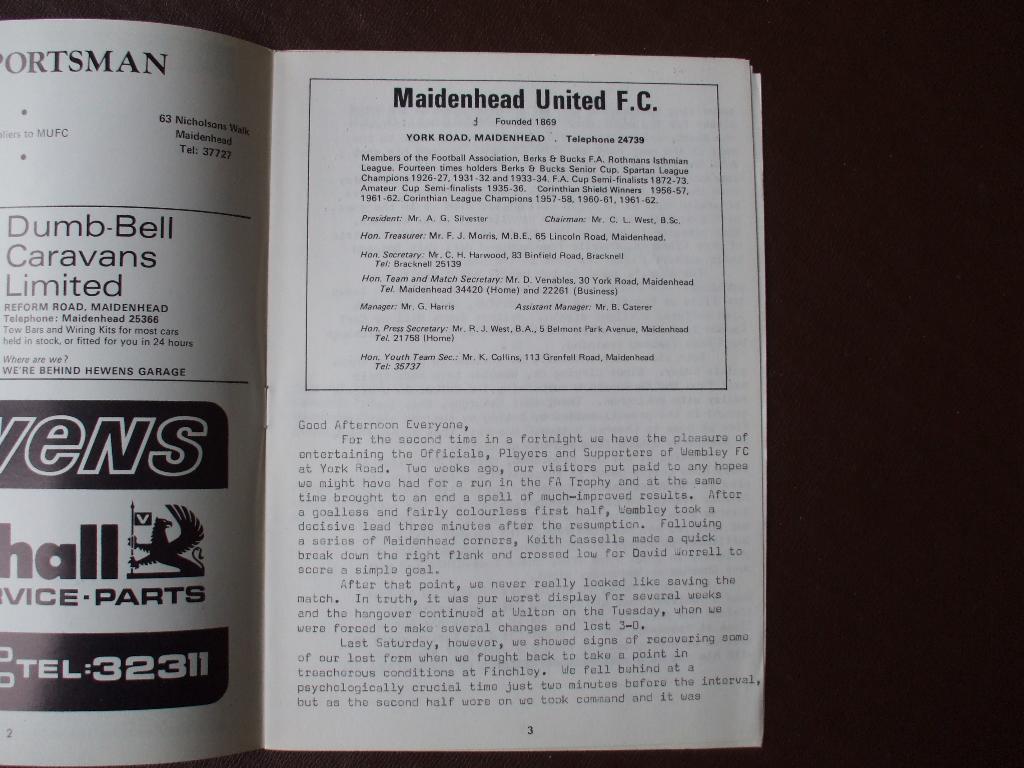 PORTSMAN
liers to MUFC
63 Nicholsons Walk
Maidenhead
Tel: 37727
Dumb-Bell
Caravans
Limited
REFORM ROAD, MAIDENHEAD
Telephone: Maidenhead 25366
Tow Bars and Wiring Kits for most cars
held in stock, or fitted for you in 24 hours
Where are we?
WE'RE BEHIND HEWENS GARAGE
VENS
hall
V
RVICE·PARTS
TEL:32311
2
Maidenhead United F.C.
Founded 1869
YORK ROAD, MAIDENHEAD . Telephone 24739
Members of the Football Association, Berks & Bucks F.A. Rothmans Isthmian
League. Fourteen times holders Berks & Bucks Senior Cup. Spartan League
Champions 1926-27, 1931-32 and 1933-34. F.A. Cup Semi-finalists 1872-73.
Amateur Cup Semi-finalists 1935-36. Corinthian Shield Winners 1956-57,
1961-62. Corinthian League Champions 1957-58, 1960-61, 1961-62.
President: Mr. A. G. Silvester Chairman: Mr. C. L. West, B.Sc.
Hon. Treasurer: Mr. F. J. Morris, M.B.E., 65 Lincoln Road, Maidenhead.
Hon. Secretary: Mr. C. H. Harwood, 83 Binfield Road, Bracknell
Tel: Bracknell 25139
Hon. Team and Match Secretary: Mr. D. Venables, 30 York Road, Maidenhead
Tel. Maidenhead 34420 (Home) and 22261 (Business)
Manager: Mr. G. Harris Assistant Manager: Mr. B. Caterer
Hon. Press Secretary: Mr. R. J. West, B.A., 5 Belmont Park Avenue, Maidenhead
Tel. 21758 (Home)
Hon. Youth Team Sec.: Mr. K. Collins, 113 Grenfell Road, Maidenhead
Tel: 35737
Good Afternoon Everyone,
For the second time in a fortnight we have the pleasure of
entertaining the Officials, Players and Supporters of Wembley FC
at York Road. Two weeks ago, our visitors put paid to any hopes
we might have had for a run in the FA Trophy and at the same
time brought to an end a spell of much-improved results. After
a goalless and fairly colourless first half, Wembley took a
decisive lead three minutes after the resumption. Following
a series of Maidenhead corners, Keith Cassells made a quick
break down the right flank and crossed low for David Worrell to
score a simple goal.
After that point, we never really looked like saving the
match. In truth, it was our worst display for several weeks
and the hangover continued at Walton on the Tuesday, when we
were forced to make several changes and lost 3-0.
Last Saturday, however, we showed signs of recovering some
of our lost form when we fought back to take a point in
treacherous conditions at Finchley. We fell behind at a
psychologically crucial time just two minutes before the interval,
but as the second half wore on we took command and it was
3